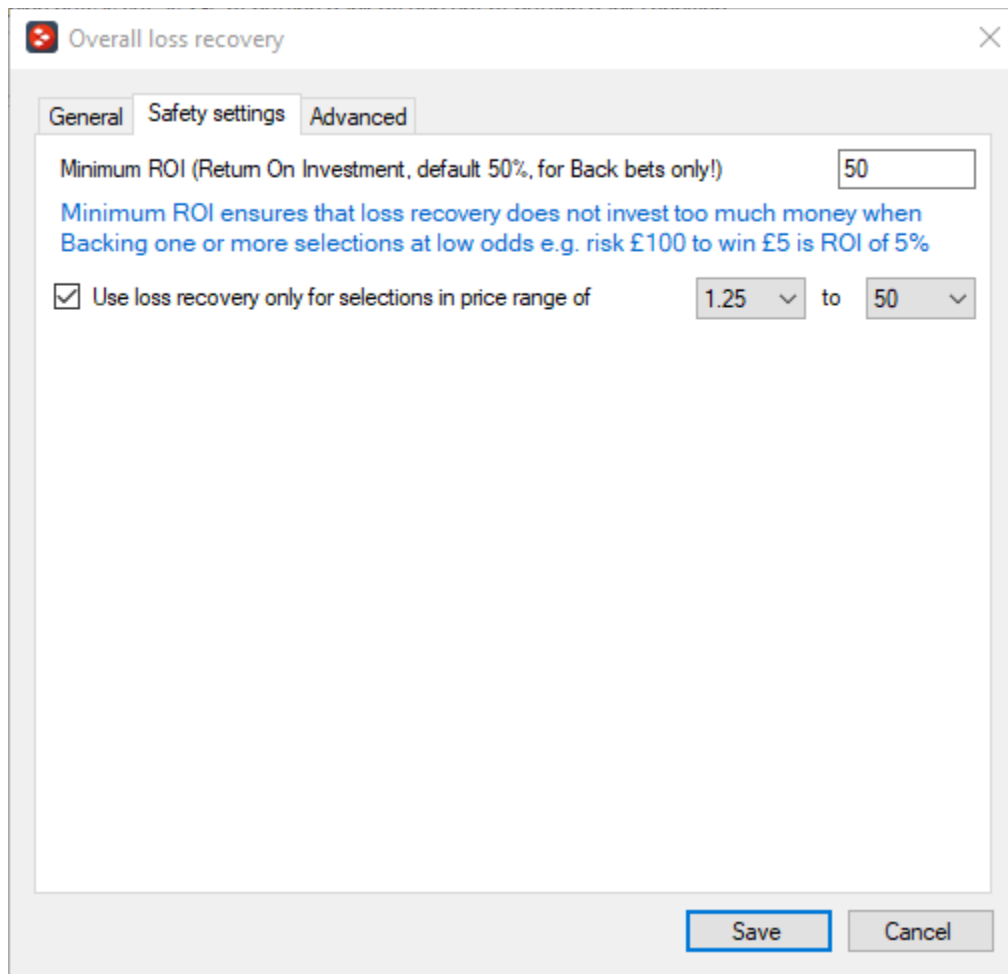 Overall loss recovery
General Safety settings Advanced
Minimum ROI (Return On Investment, default 50%, for Back bets only!) 50
Minimum ROI ensures that loss recovery does not invest too much money when
Backing one or more selections at low odds e.g. risk £100 to win £5 is ROI of 5%
Use loss recovery only for selections in price range of 1.25 to 50
Save Cancel